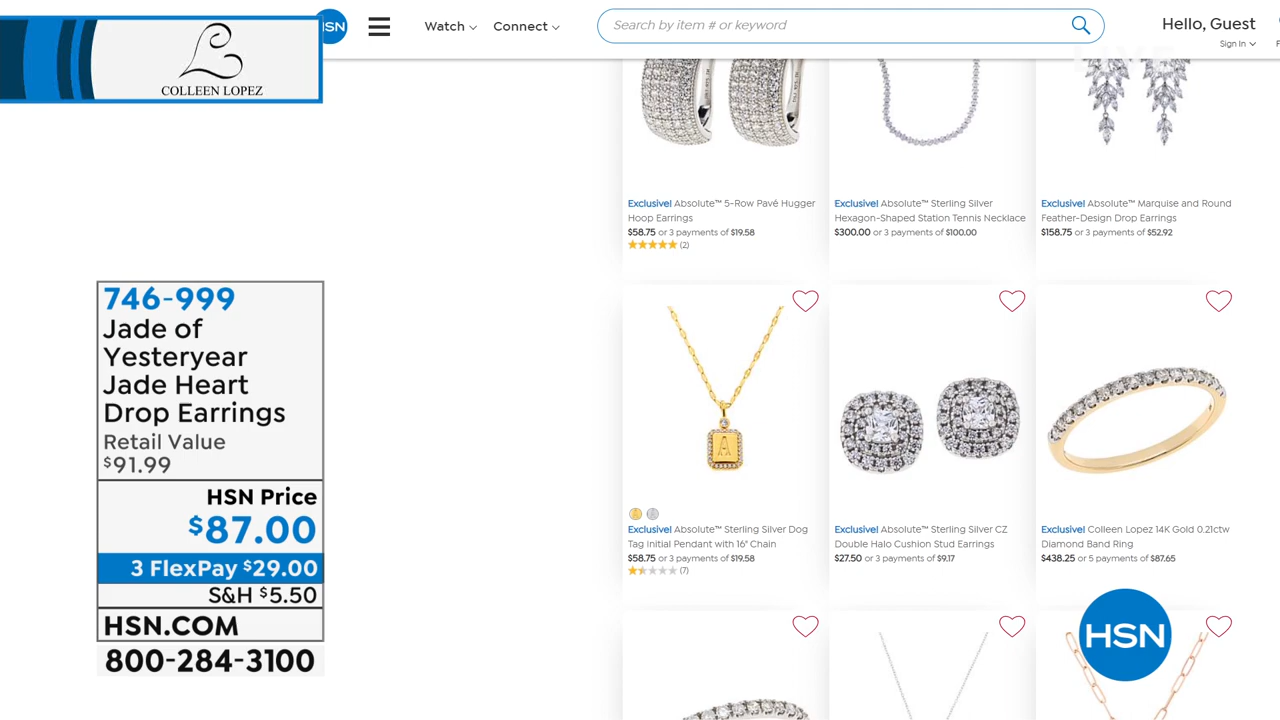 COLLEEN LOPEZ
HSN
Watch
Connect
Search by item # or keyword
Hello, Guest
Sign In
LIVE
Exclusive! Absolute™ 5-Row Pavé Hugger
Hoop Earrings
$58.75 or 3 payments of $19.58
(2)
Exclusive! Absolute™ Sterling Silver
Hexagon-Shaped Station Tennis Necklace
$300.00 or 3 payments of $100.00
Exclusive! Absolute™ Marquise and Round
Feather-Design Drop Earrings
$158.75 or 3 payments of $52.92
746-999
Jade of
Yesteryear
Jade Heart
Drop Earrings
Retail Value
$91.99
HSN Price
$87.00
3 FlexPay $29.00
S&H $5.50
HSN.COM
800-284-3100
A
Exclusive! Absolute™ Sterling Silver Dog
Tag Initial Pendant with 16" Chain
$58.75 or 3 payments of $19.58
(7)
Exclusive! Absolute™ Sterling Silver CZ
Double Halo Cushion Stud Earrings
$27.50 or 3 payments of $9.17
Exclusive! Colleen Lopez 14K Gold 0.21ctw
Diamond Band Ring
$438.25 or 5 payments of $87.65
HSN